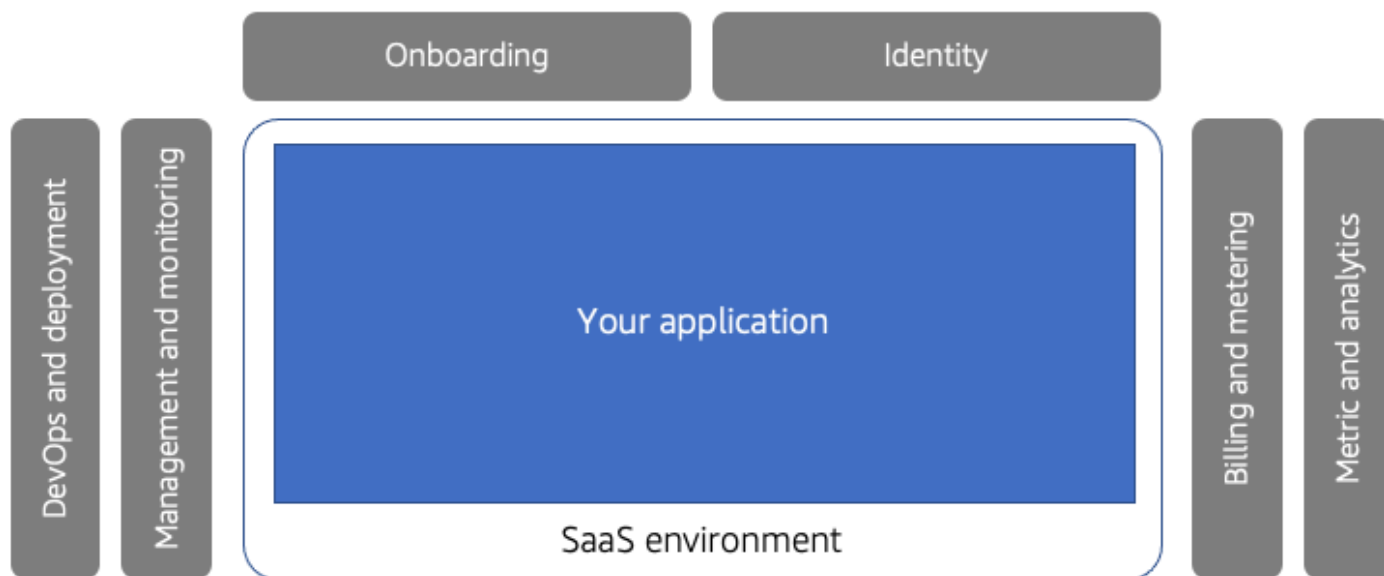 Onboarding
Identity
DevOps and deployment
Management and monitoring
Your application
SaaS environment
Billing and metering
Metric and analytics